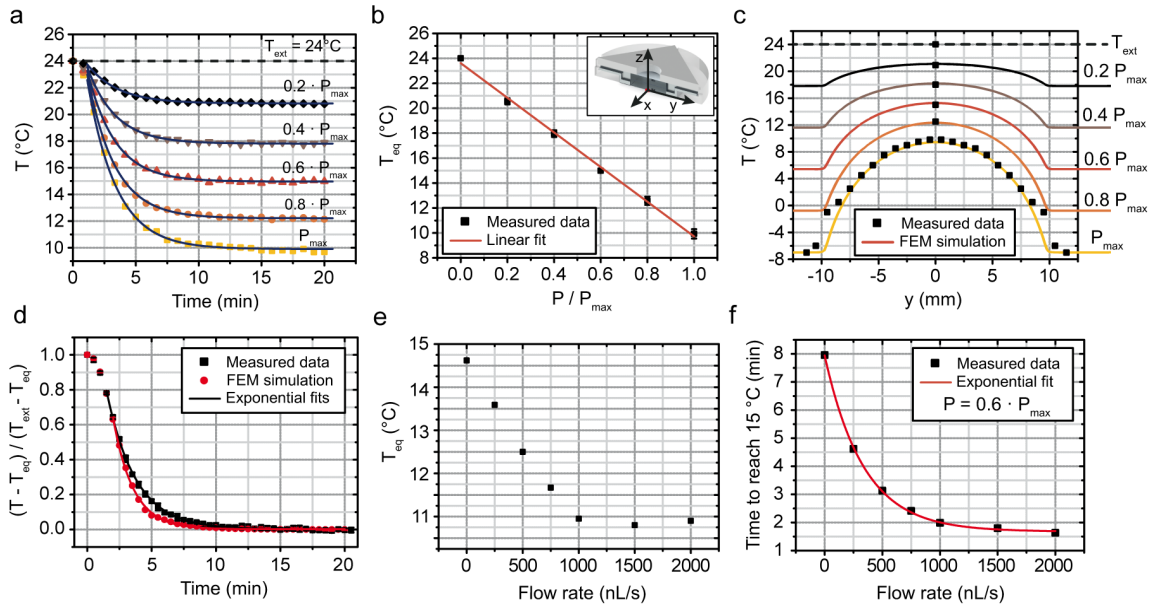 a
T_ext = 24°C
0.2 · P_max
0.4 · P_max
0.6 · P_max
0.8 · P_max
P_max
26
24
22
20
18
16
14
12
10
T (°C)
0 5 10 15 20
Time (min)
b
z
x
y
26
24
22
20
18
16
14
12
10
8
T_eq (°C)
Measured data
Linear fit
0.0 0.2 0.4 0.6 0.8 1.0
P / P_max
c
T_ext
0.2 P_max
0.4 P_max
0.6 P_max
0.8 P_max
P_max
24
20
16
12
8
4
0
-4
-8
T (°C)
Measured data
FEM simulation
-10 -5 0 5 10
y (mm)
d
Measured data
FEM simulation
Exponential fits
1.0
0.8
0.6
0.4
0.2
0.0
(T - T_eq) / (T_ext - T_eq)
0 5 10 15 20
Time (min)
e
15
14
13
12
11
T_eq (°C)
0 500 1000 1500 2000
Flow rate (nL/s)
f
Measured data
Exponential fit
P = 0.6 · P_max
8
7
6
5
4
3
2
1
Time to reach 15 °C (min)
0 500 1000 1500 2000
Flow rate (nL/s)